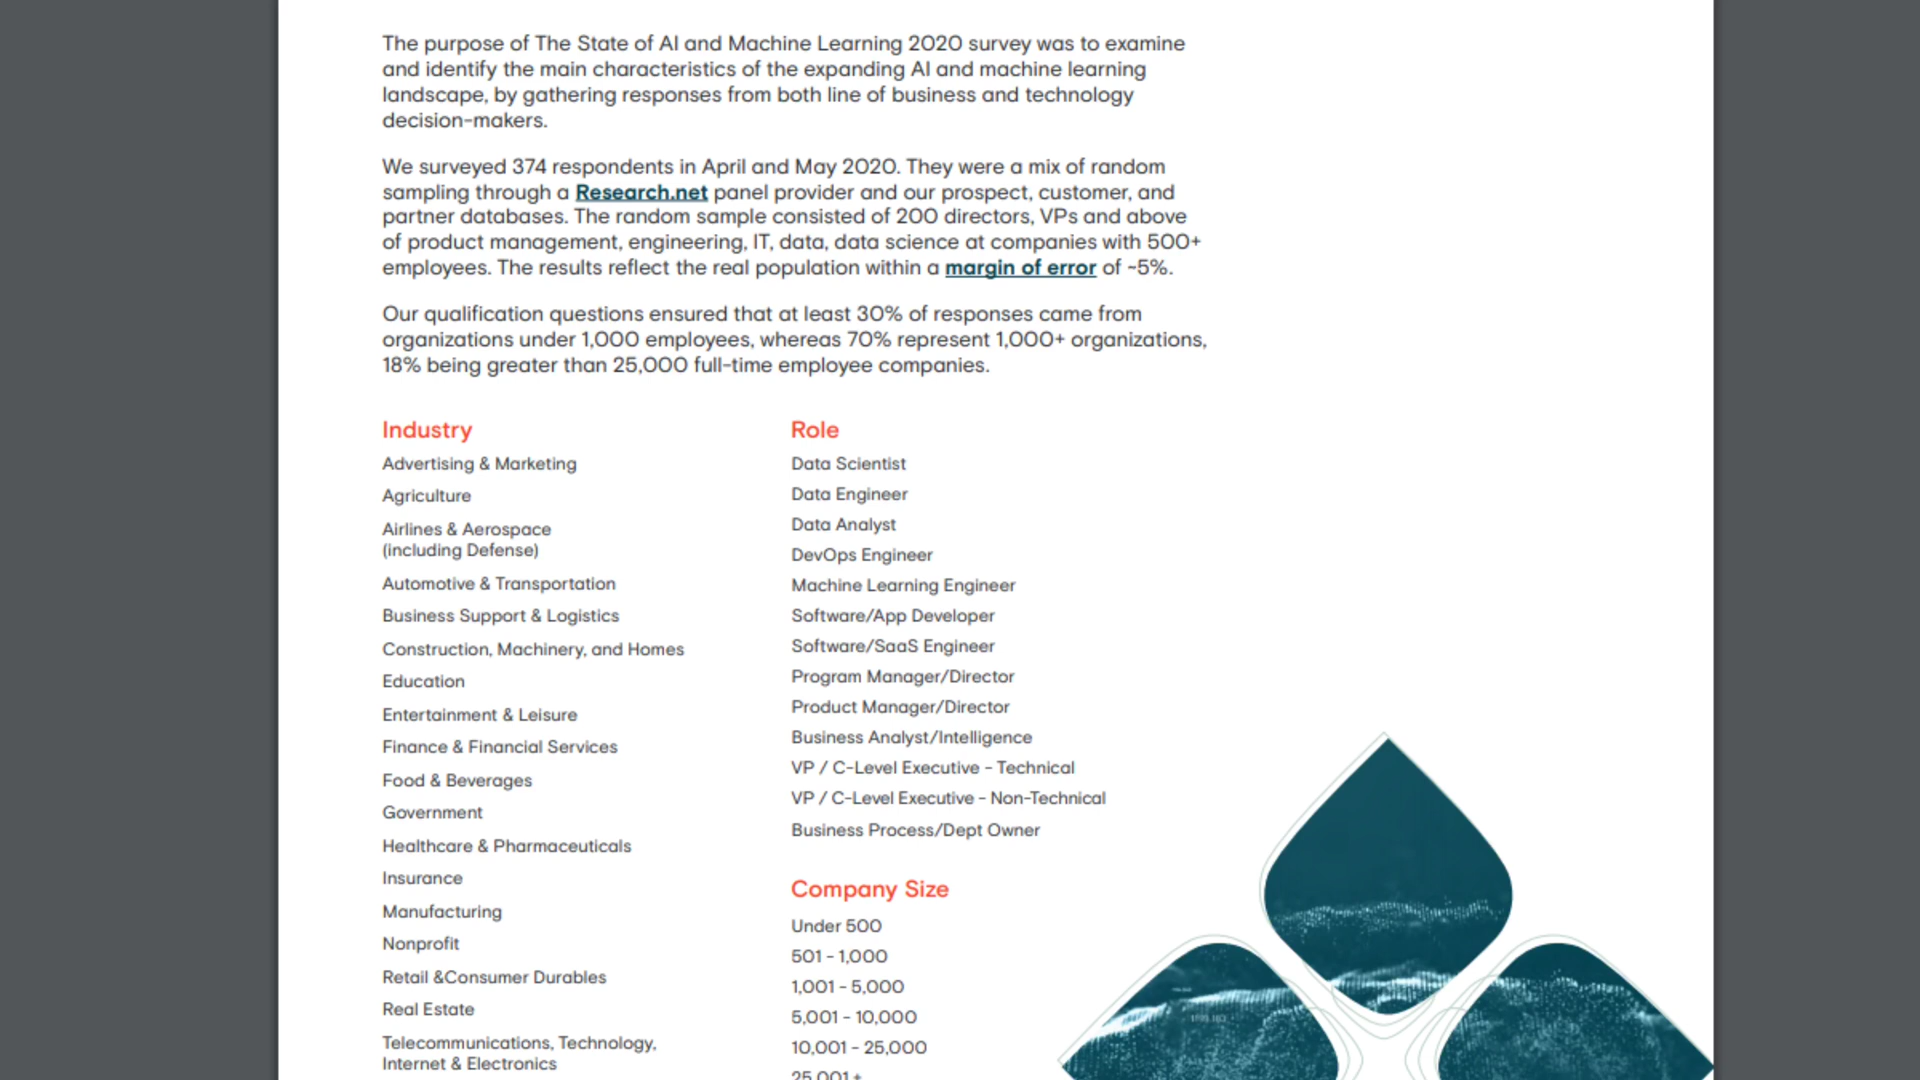 The purpose of The State of AI and Machine Learning 2020 survey was to examine
and identify the main characteristics of the expanding AI and machine learning
landscape, by gathering responses from both line of business and technology
decision-makers.
We surveyed 374 respondents in April and May 2020. They were a mix of random
sampling through a Research.net panel provider and our prospect, customer, and
partner databases. The random sample consisted of 200 directors, VPs and above
of product management, engineering, IT, data, data science at companies with 500+
employees. The results reflect the real population within a margin of error of ~5%.
Our qualification questions ensured that at least 30% of responses came from
organizations under 1,000 employees, whereas 70% represent 1,000+ organizations,
18% being greater than 25,000 full-time employee companies.
Industry
Advertising & Marketing
Agriculture
Airlines & Aerospace
(including Defense)
Automotive & Transportation
Business Support & Logistics
Construction, Machinery, and Homes
Education
Entertainment & Leisure
Finance & Financial Services
Food & Beverages
Government
Healthcare & Pharmaceuticals
Insurance
Manufacturing
Nonprofit
Retail &Consumer Durables
Real Estate
Telecommunications, Technology,
Internet & Electronics
Role
Data Scientist
Data Engineer
Data Analyst
DevOps Engineer
Machine Learning Engineer
Software/App Developer
Software/SaaS Engineer
Program Manager/Director
Product Manager/Director
Business Analyst/Intelligence
VP / C-Level Executive - Technical
VP / C-Level Executive - Non-Technical
Business Process/Dept Owner
Company Size
Under 500
501 - 1,000
1,001 - 5,000
5,001 - 10,000
10,001 - 25,000
25,001+